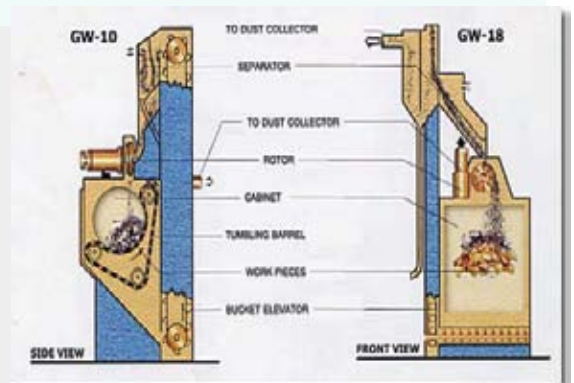 GW-10
TO DUST COLLECTOR
GW-18
SEPARATOR
TO DUST COLLECTOR
ROTOR
CABINET
TUMBLING BARREL
WORK PIECES
BUCKET ELEVATOR
SIDE VIEW
FRONT VIEW